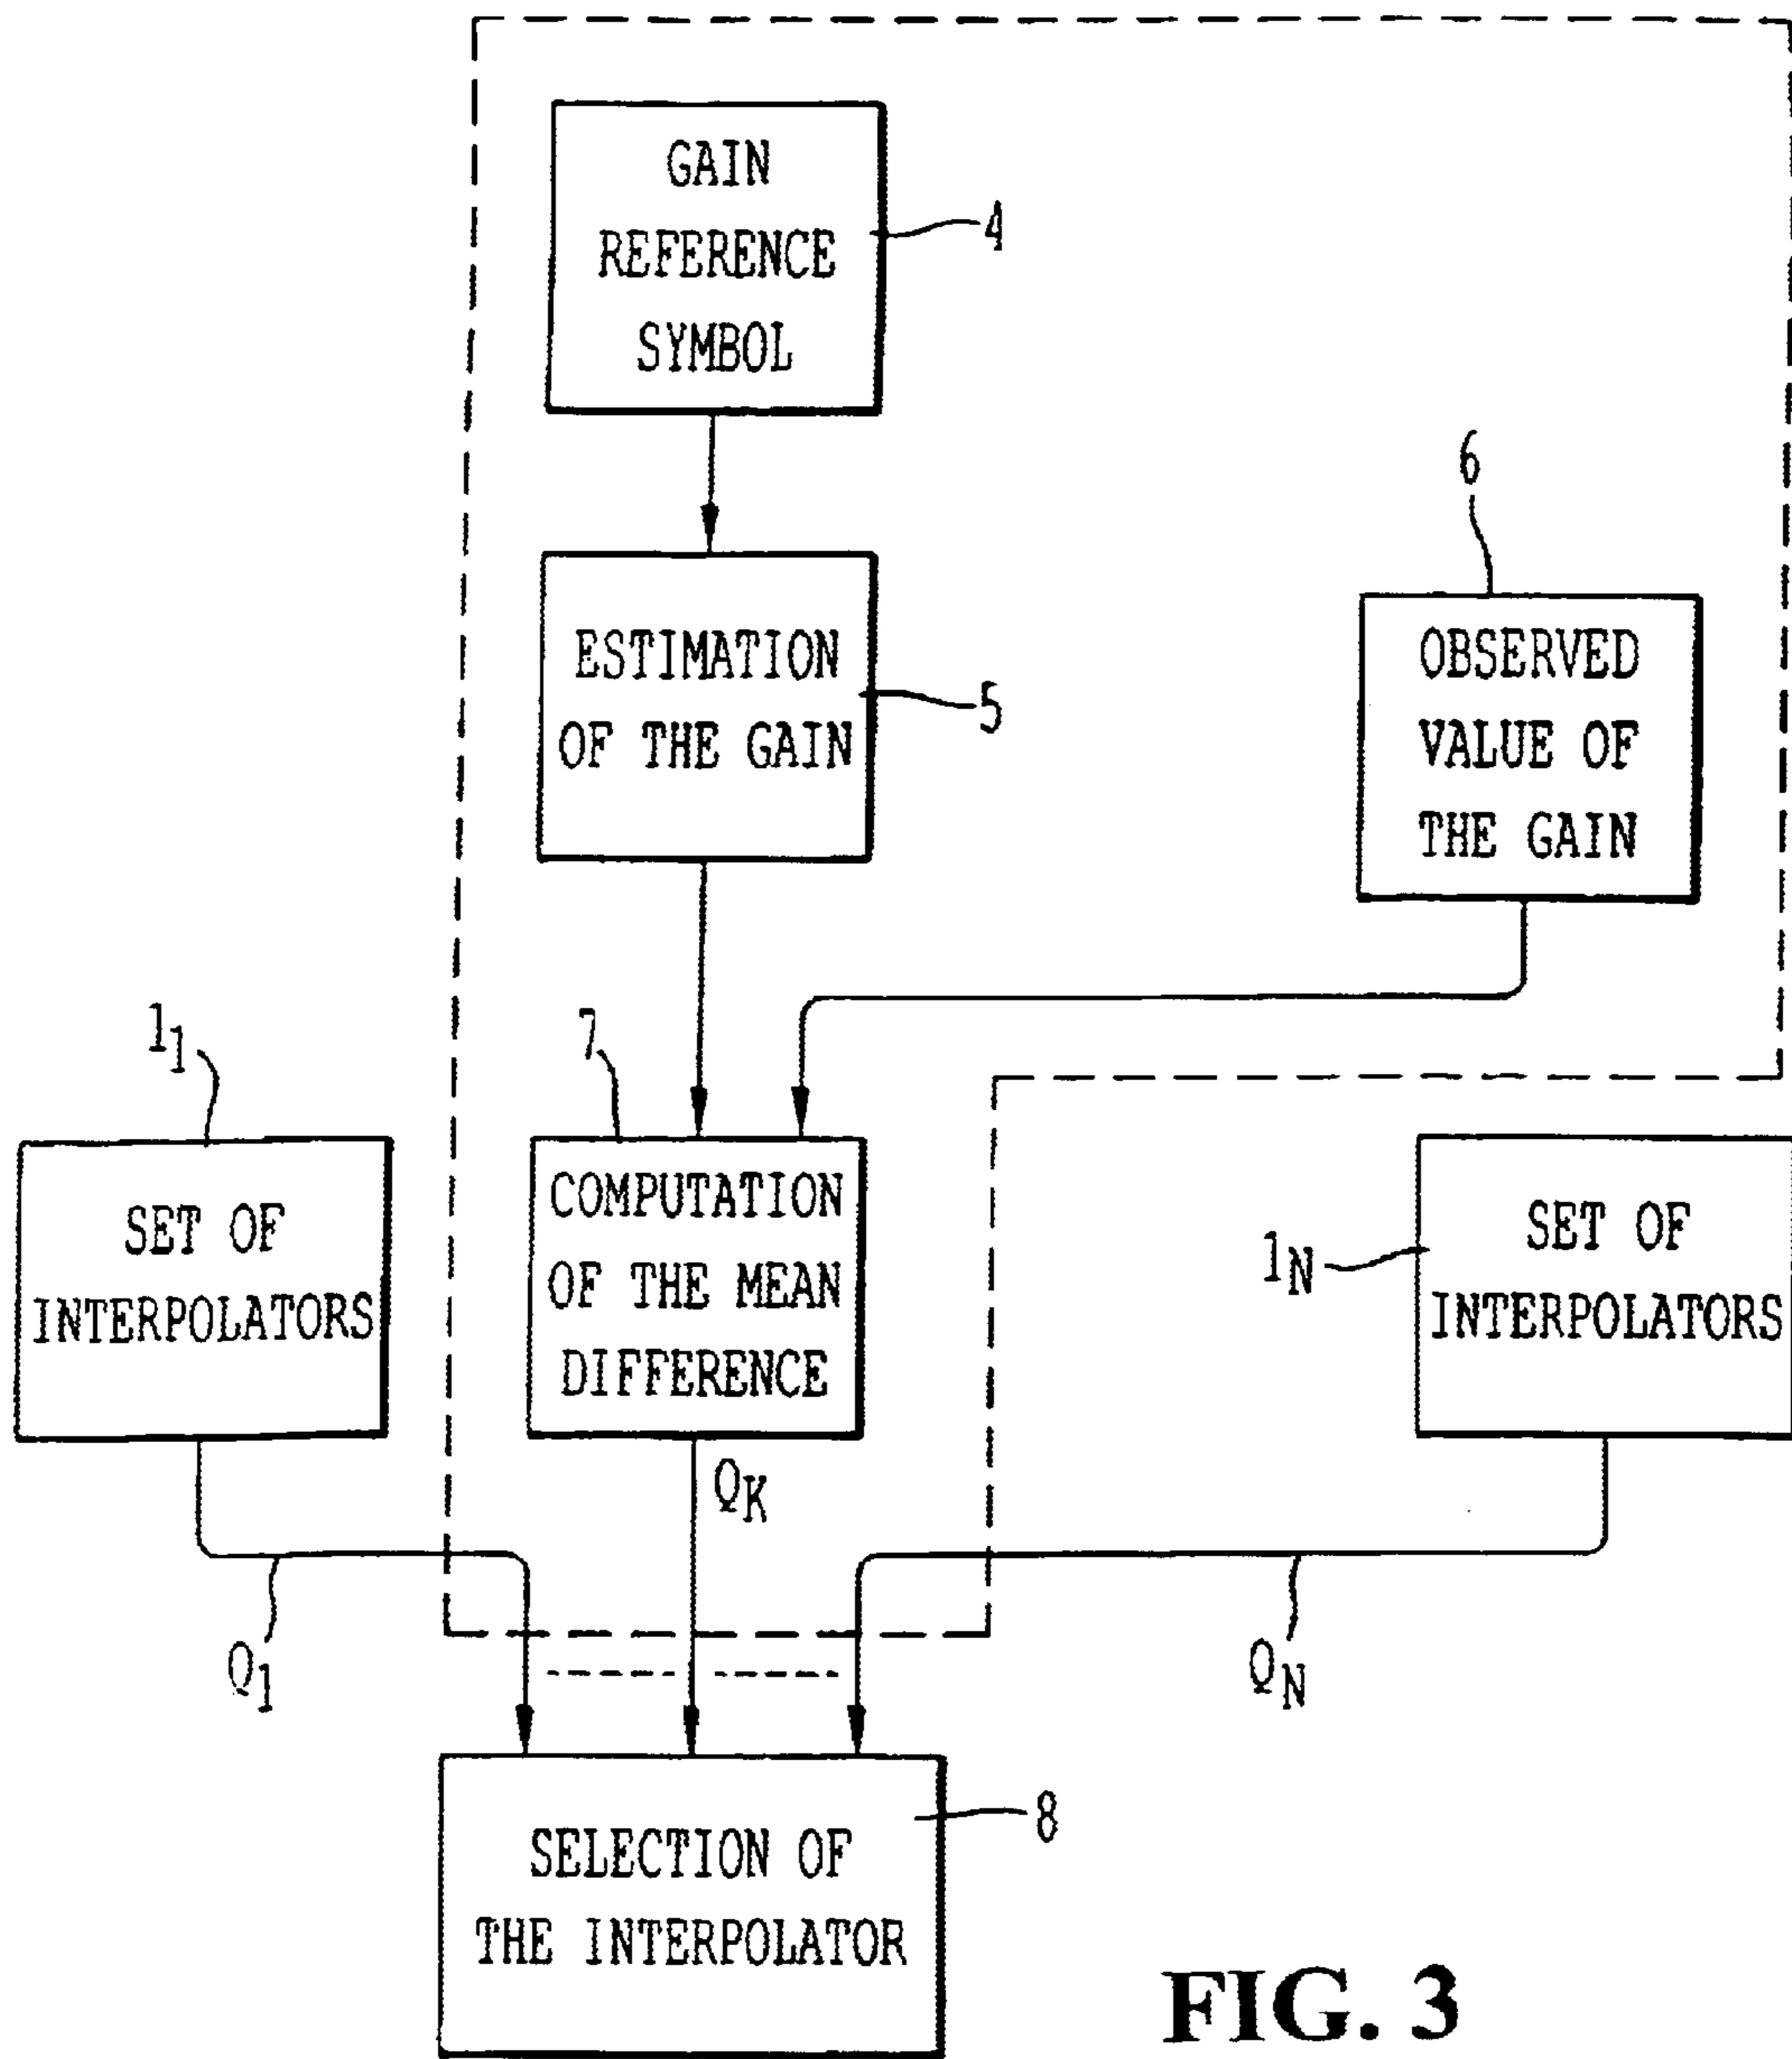 GAIN
REFERENCE
SYMBOL
4
ESTIMATION
OF THE GAIN
5
6
OBSERVED
VALUE OF
THE GAIN
1₁
SET OF
INTERPOLATORS
7
COMPUTATION
OF THE MEAN
DIFFERENCE
1N
SET OF
INTERPOLATORS
QK
Q1
QN
SELECTION OF
THE INTERPOLATOR
8
FIG. 3